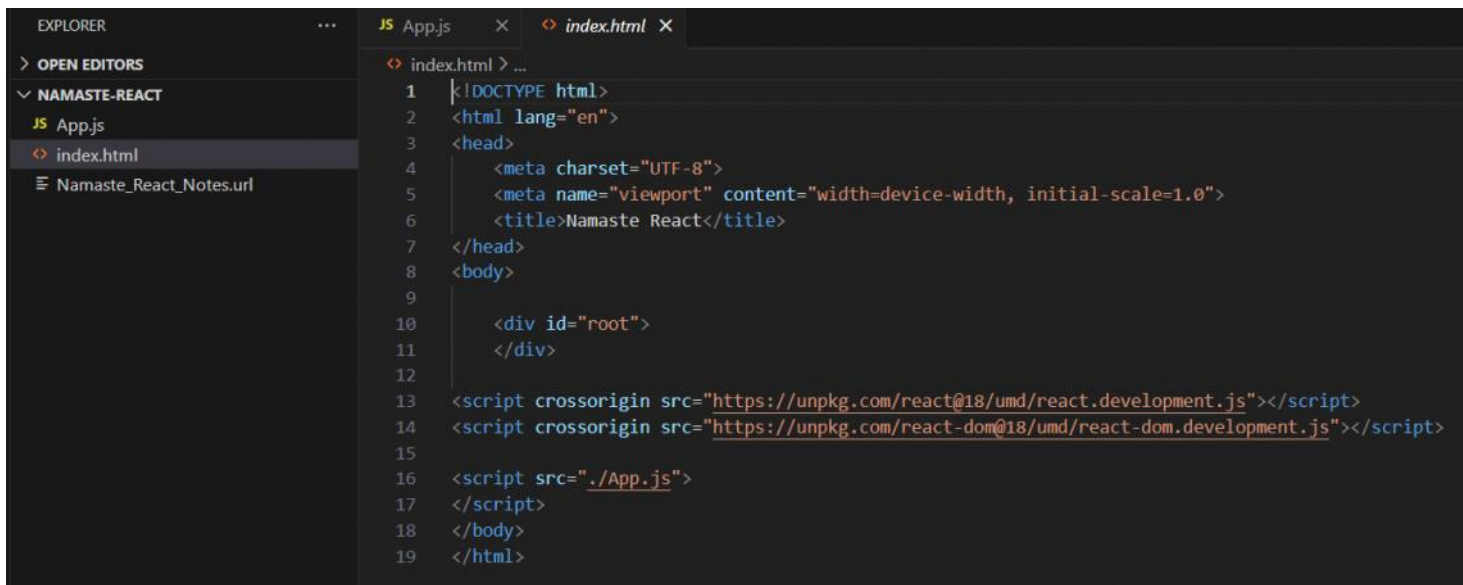 EXPLORER ...
> OPEN EDITORS
NAMASTE-REACT
JS App.js
<> index.html
Namaste_React_Notes.url
JS App.js X <> index.html X
<> index.html > ...
1 <!DOCTYPE html>
2 <html lang="en">
3 <head>
4     <meta charset="UTF-8">
5     <meta name="viewport" content="width=device-width, initial-scale=1.0">
6     <title>Namaste React</title>
7 </head>
8 <body>
9
10     <div id="root">
11     </div>
12
13 <script crossorigin src="https://unpkg.com/react@18/umd/react.development.js"></script>
14 <script crossorigin src="https://unpkg.com/react-dom@18/umd/react-dom.development.js"></script>
15
16 <script src="./App.js">
17 </script>
18 </body>
19 </html>